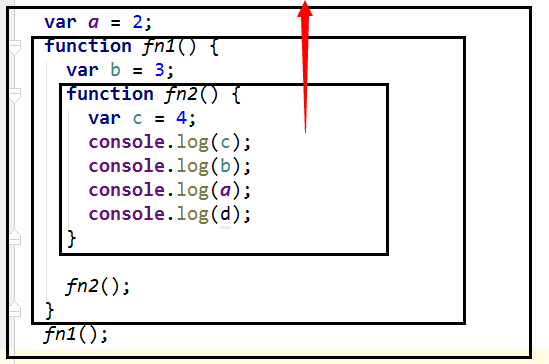 var a = 2;
function fn1() {
var b = 3;
function fn2() {
var c = 4;
console.log(c);
console.log(b);
console.log(a);
console.log(d);
}
fn2();
}
fn1();